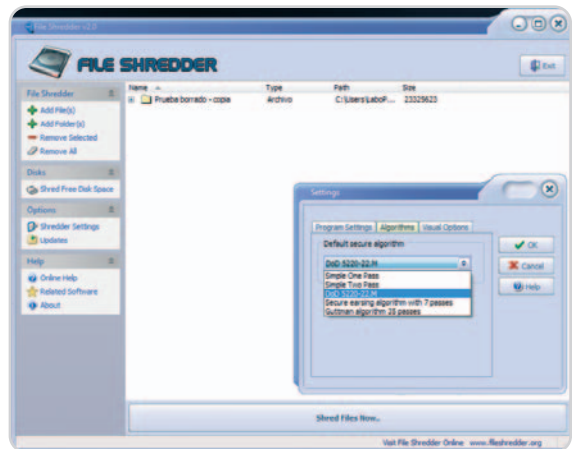 File Shredder v2.0
FILE SHREDDER
Exit
File Shredder
Add File(s)
Add Folder(s)
Remove Selected
Remove All
Disks
Shred Free Disk Space
Options
Shredder Settings
Updates
Help
Online Help
Related Software
About
Name Type Path Size
Prueba borrado - copia Archivo C:\Users\LaboF... 23325623
Settings
Program Settings Algorithms Visual Options
Default secure algorithm
DoD 5220-22.M
Simple One Pass
Simple Two Pass
DoD 5220-22.M
Secure earsing algorithm with 7 passes
Guttman algorithm 35 passes
OK
Cancel
Help
Shred Files Now..
Visit File Shredder Online www.fileshredder.org